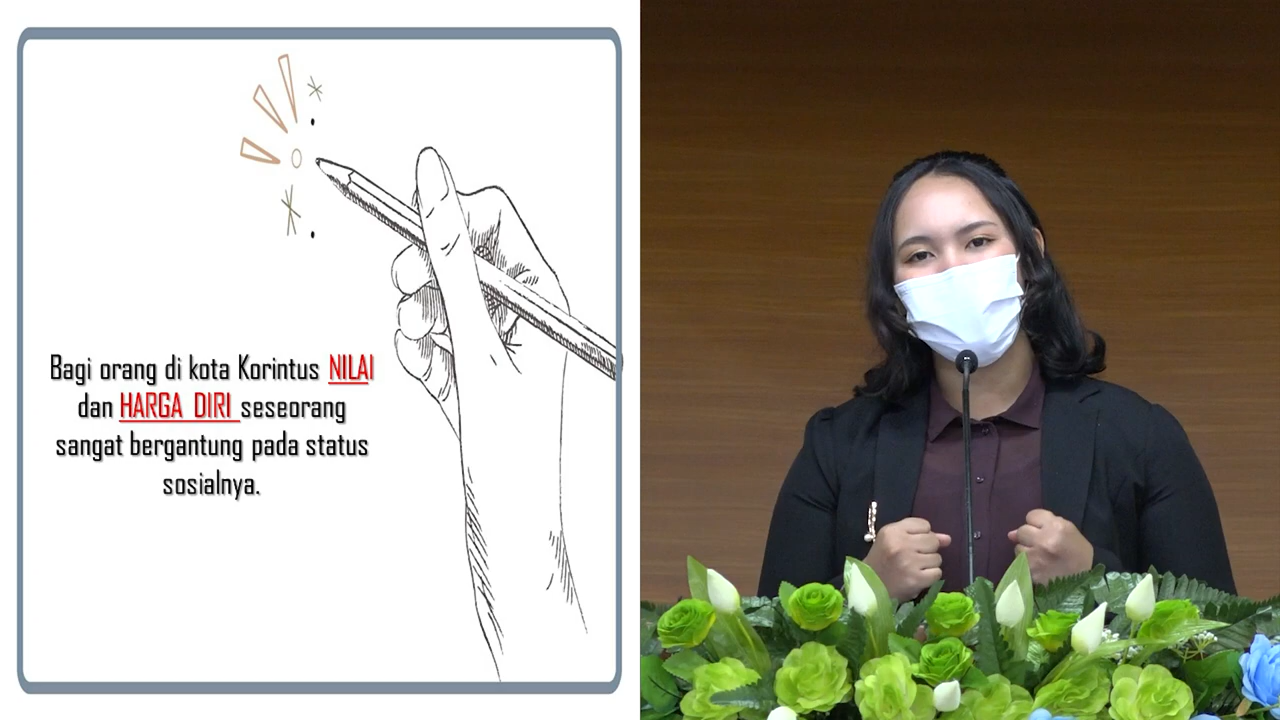 Bagi orang di kota Korintus NILAI
dan HARGA DIRI seseorang
sangat bergantung pada status
sosialnya.